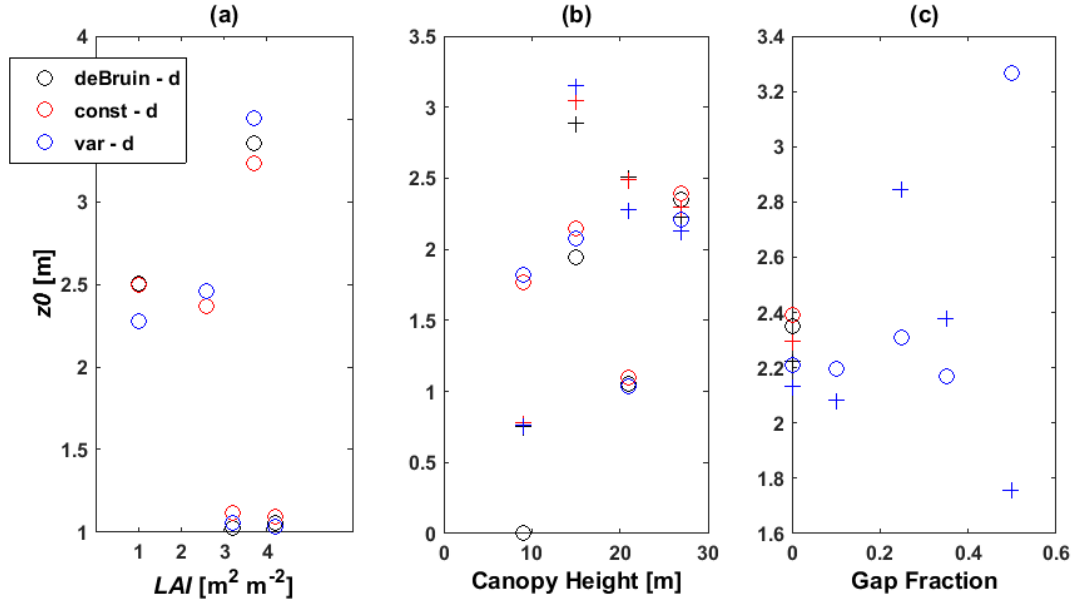 (a)
(b)
(c)
deBruin - d
const - d
var - d
z0 [m]
4
3
2.5
2
1.5
1
1 2 3 4
LAI [m² m⁻²]
3.5
3
2.5
2
1.5
1
0.5
0
0 10 20 30
Canopy Height [m]
3.4
3.2
3
2.8
2.6
2.4
2.2
2
1.8
1.6
0 0.2 0.4 0.6
Gap Fraction